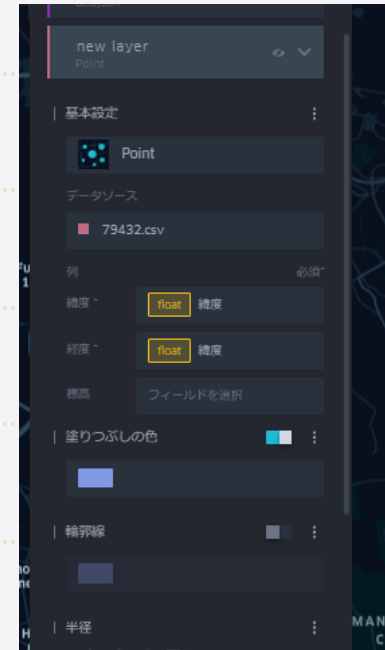 new layer
Point
基本設定
Point
データソース
79432.csv
列 必須*
緯度 * float 緯度
経度 * float 緯度
標高 フィールドを選択
塗りつぶしの色
輪郭線
半径
MAN